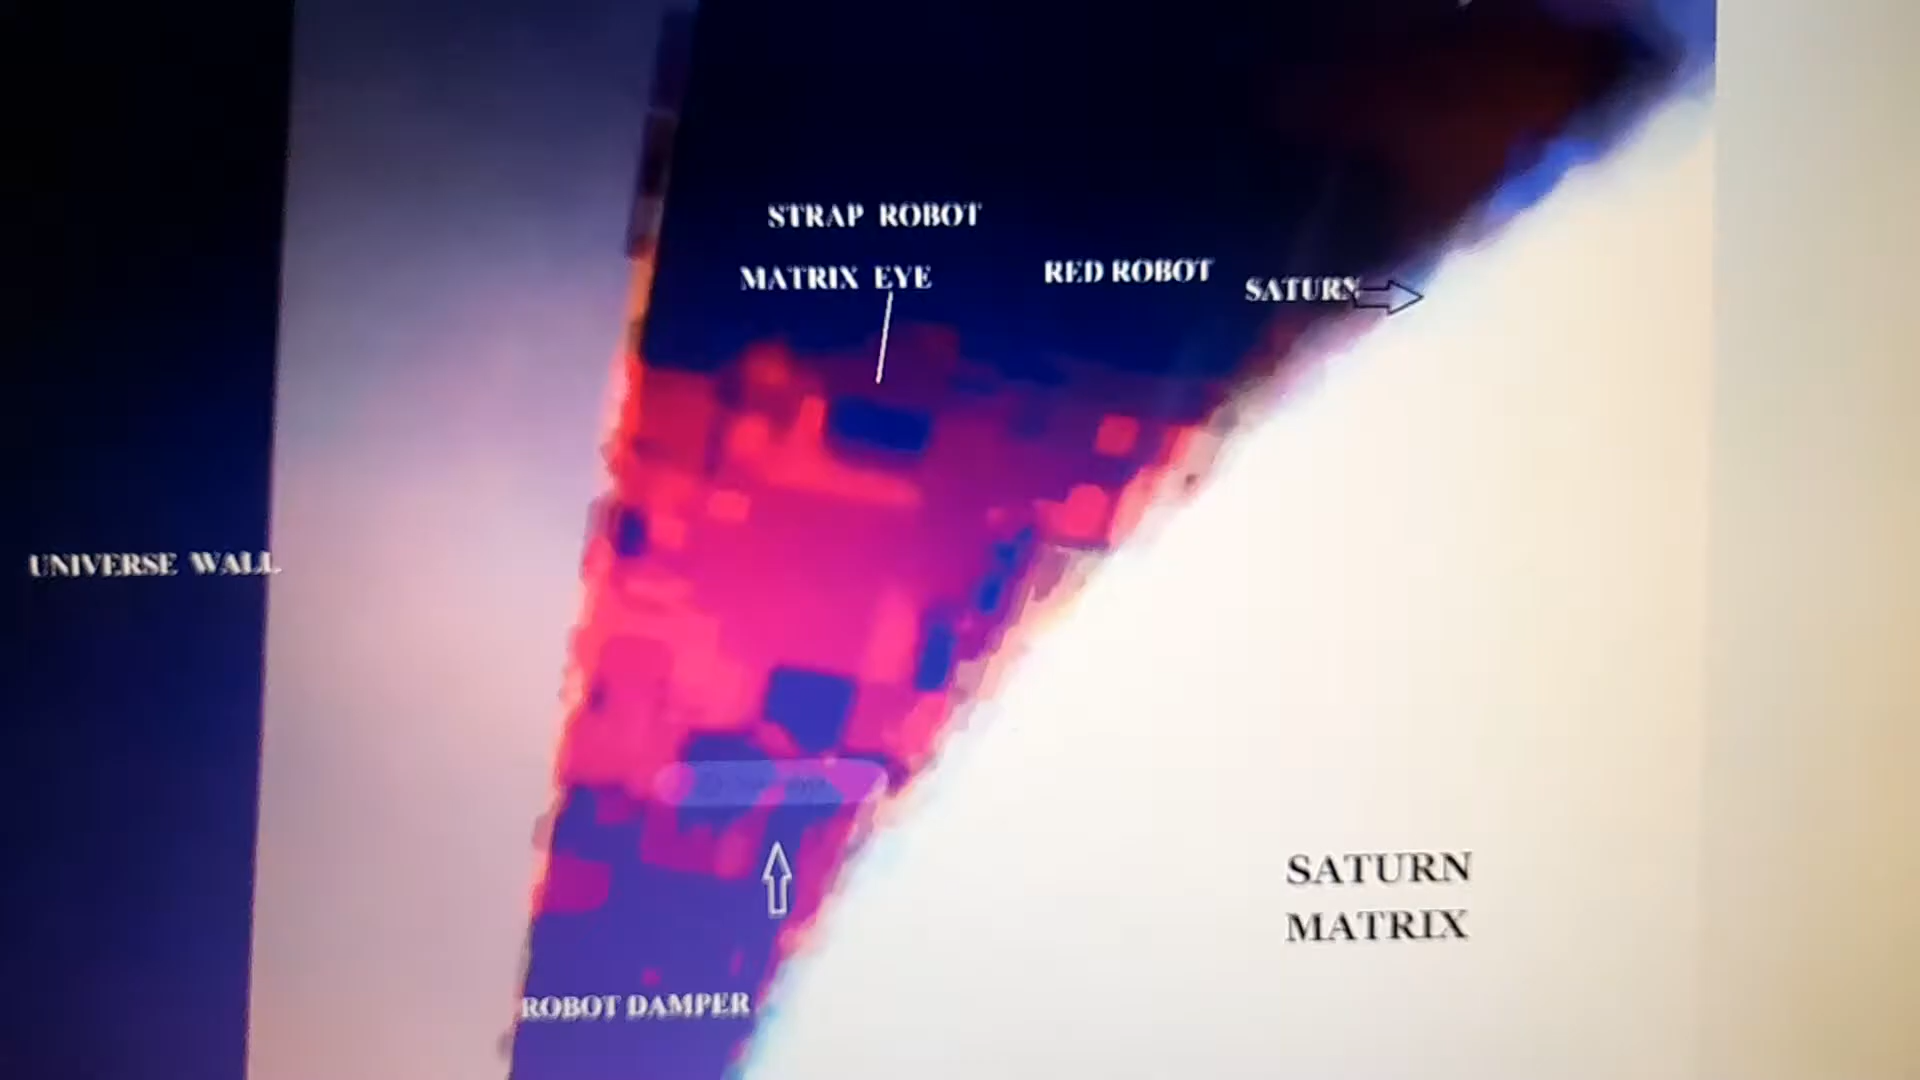 STRAP ROBOT
MATRIX EYE
RED ROBOT
SATURN
UNIVERSE WALL
SATURN
MATRIX
ROBOT DAMPER